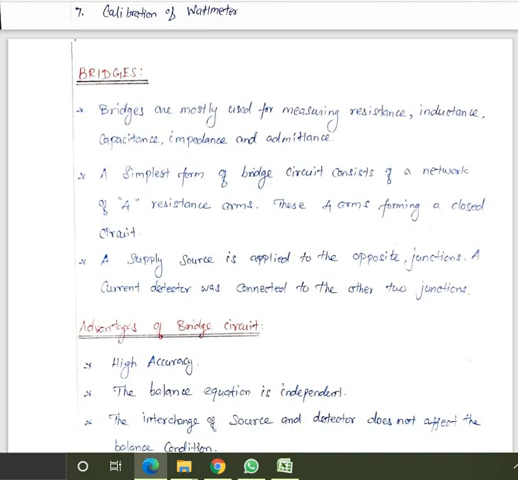 7. Calibration of Wattmeter
BRIDGES:
* Bridges are mostly used for measuring resistance, inductance,
Capacitance, impedance and admittance.
* A Simplest form of bridge circuit consists of a network
of "4" resistance arms. These 4 arms forming a closed
Circuit.
* A Supply Source is applied to the opposite junctions. A
Current detector was connected to the other two junctions.
Advantages of Bridge circuit:
* High Accuracy.
* The balance equation is independent.
* The interchange of Source and detector does not affect the
balance Condition.